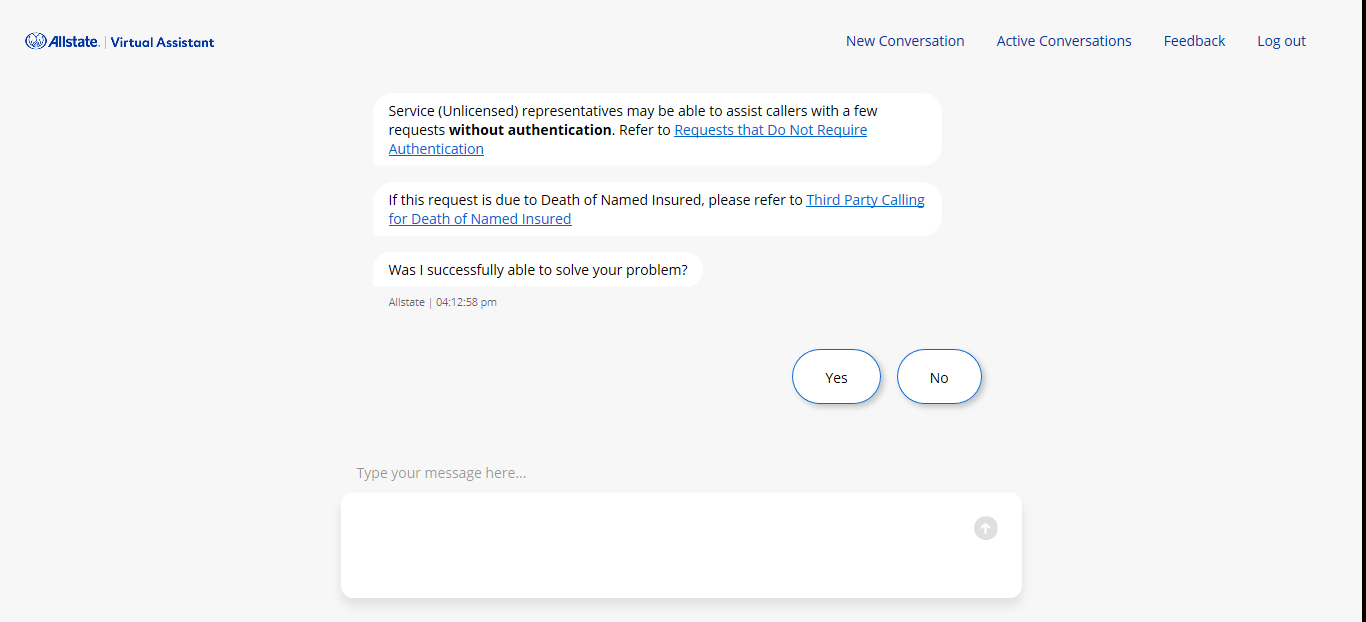 Allstate. | Virtual Assistant
New Conversation Active Conversations Feedback Log out
Service (Unlicensed) representatives may be able to assist callers with a few
requests without authentication. Refer to Requests that Do Not Require
Authentication
If this request is due to Death of Named Insured, please refer to Third Party Calling
for Death of Named Insured
Was I successfully able to solve your problem?
Allstate | 04:12:58 pm
Yes No
Type your message here...